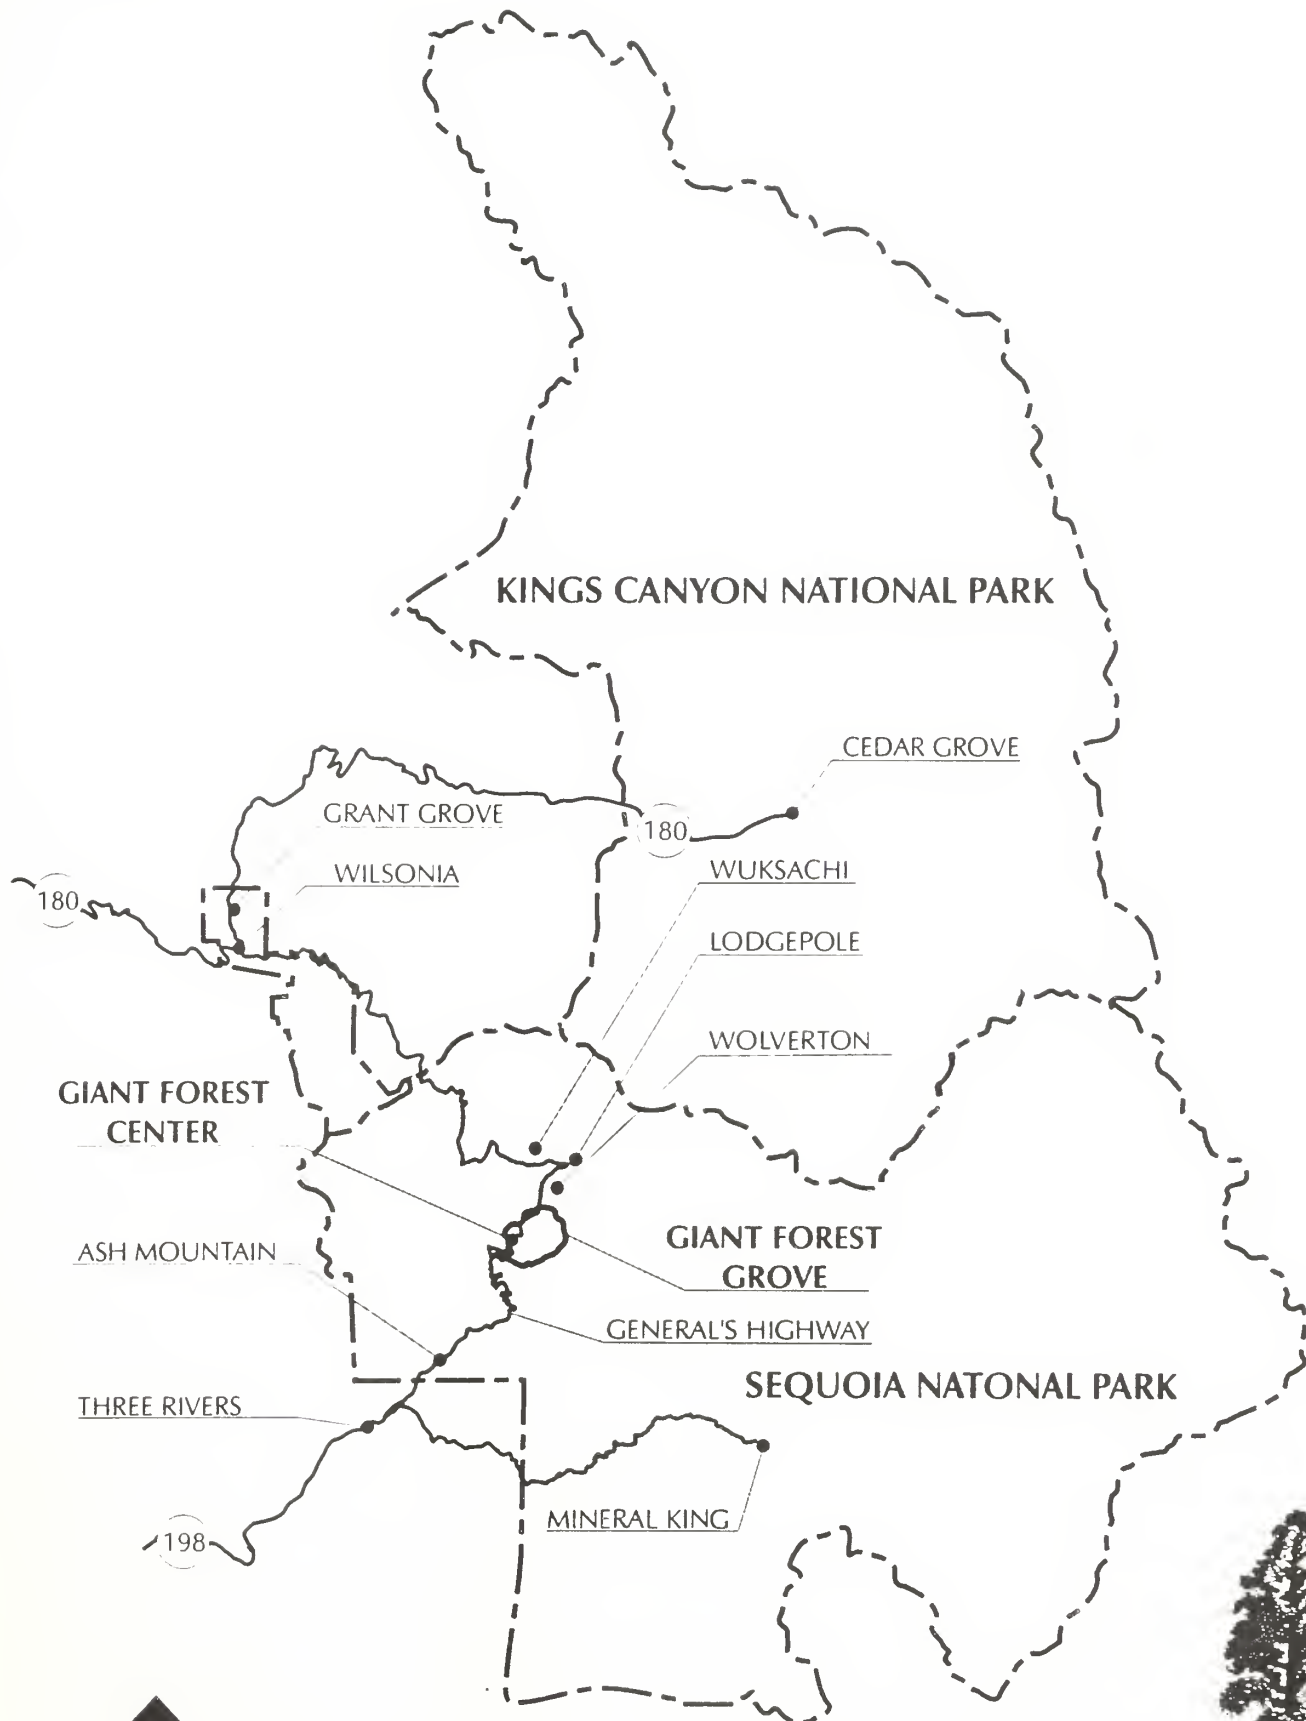 KINGS CANYON NATIONAL PARK
CEDAR GROVE
GRANT GROVE
180
WUKSACHI
WILSONIA
180
LODGEPOLE
WOLVERTON
GIANT FOREST
CENTER
GIANT FOREST
GROVE
ASH MOUNTAIN
GENERAL'S HIGHWAY
SEQUOIA NATONAL PARK
THREE RIVERS
MINERAL KING
198